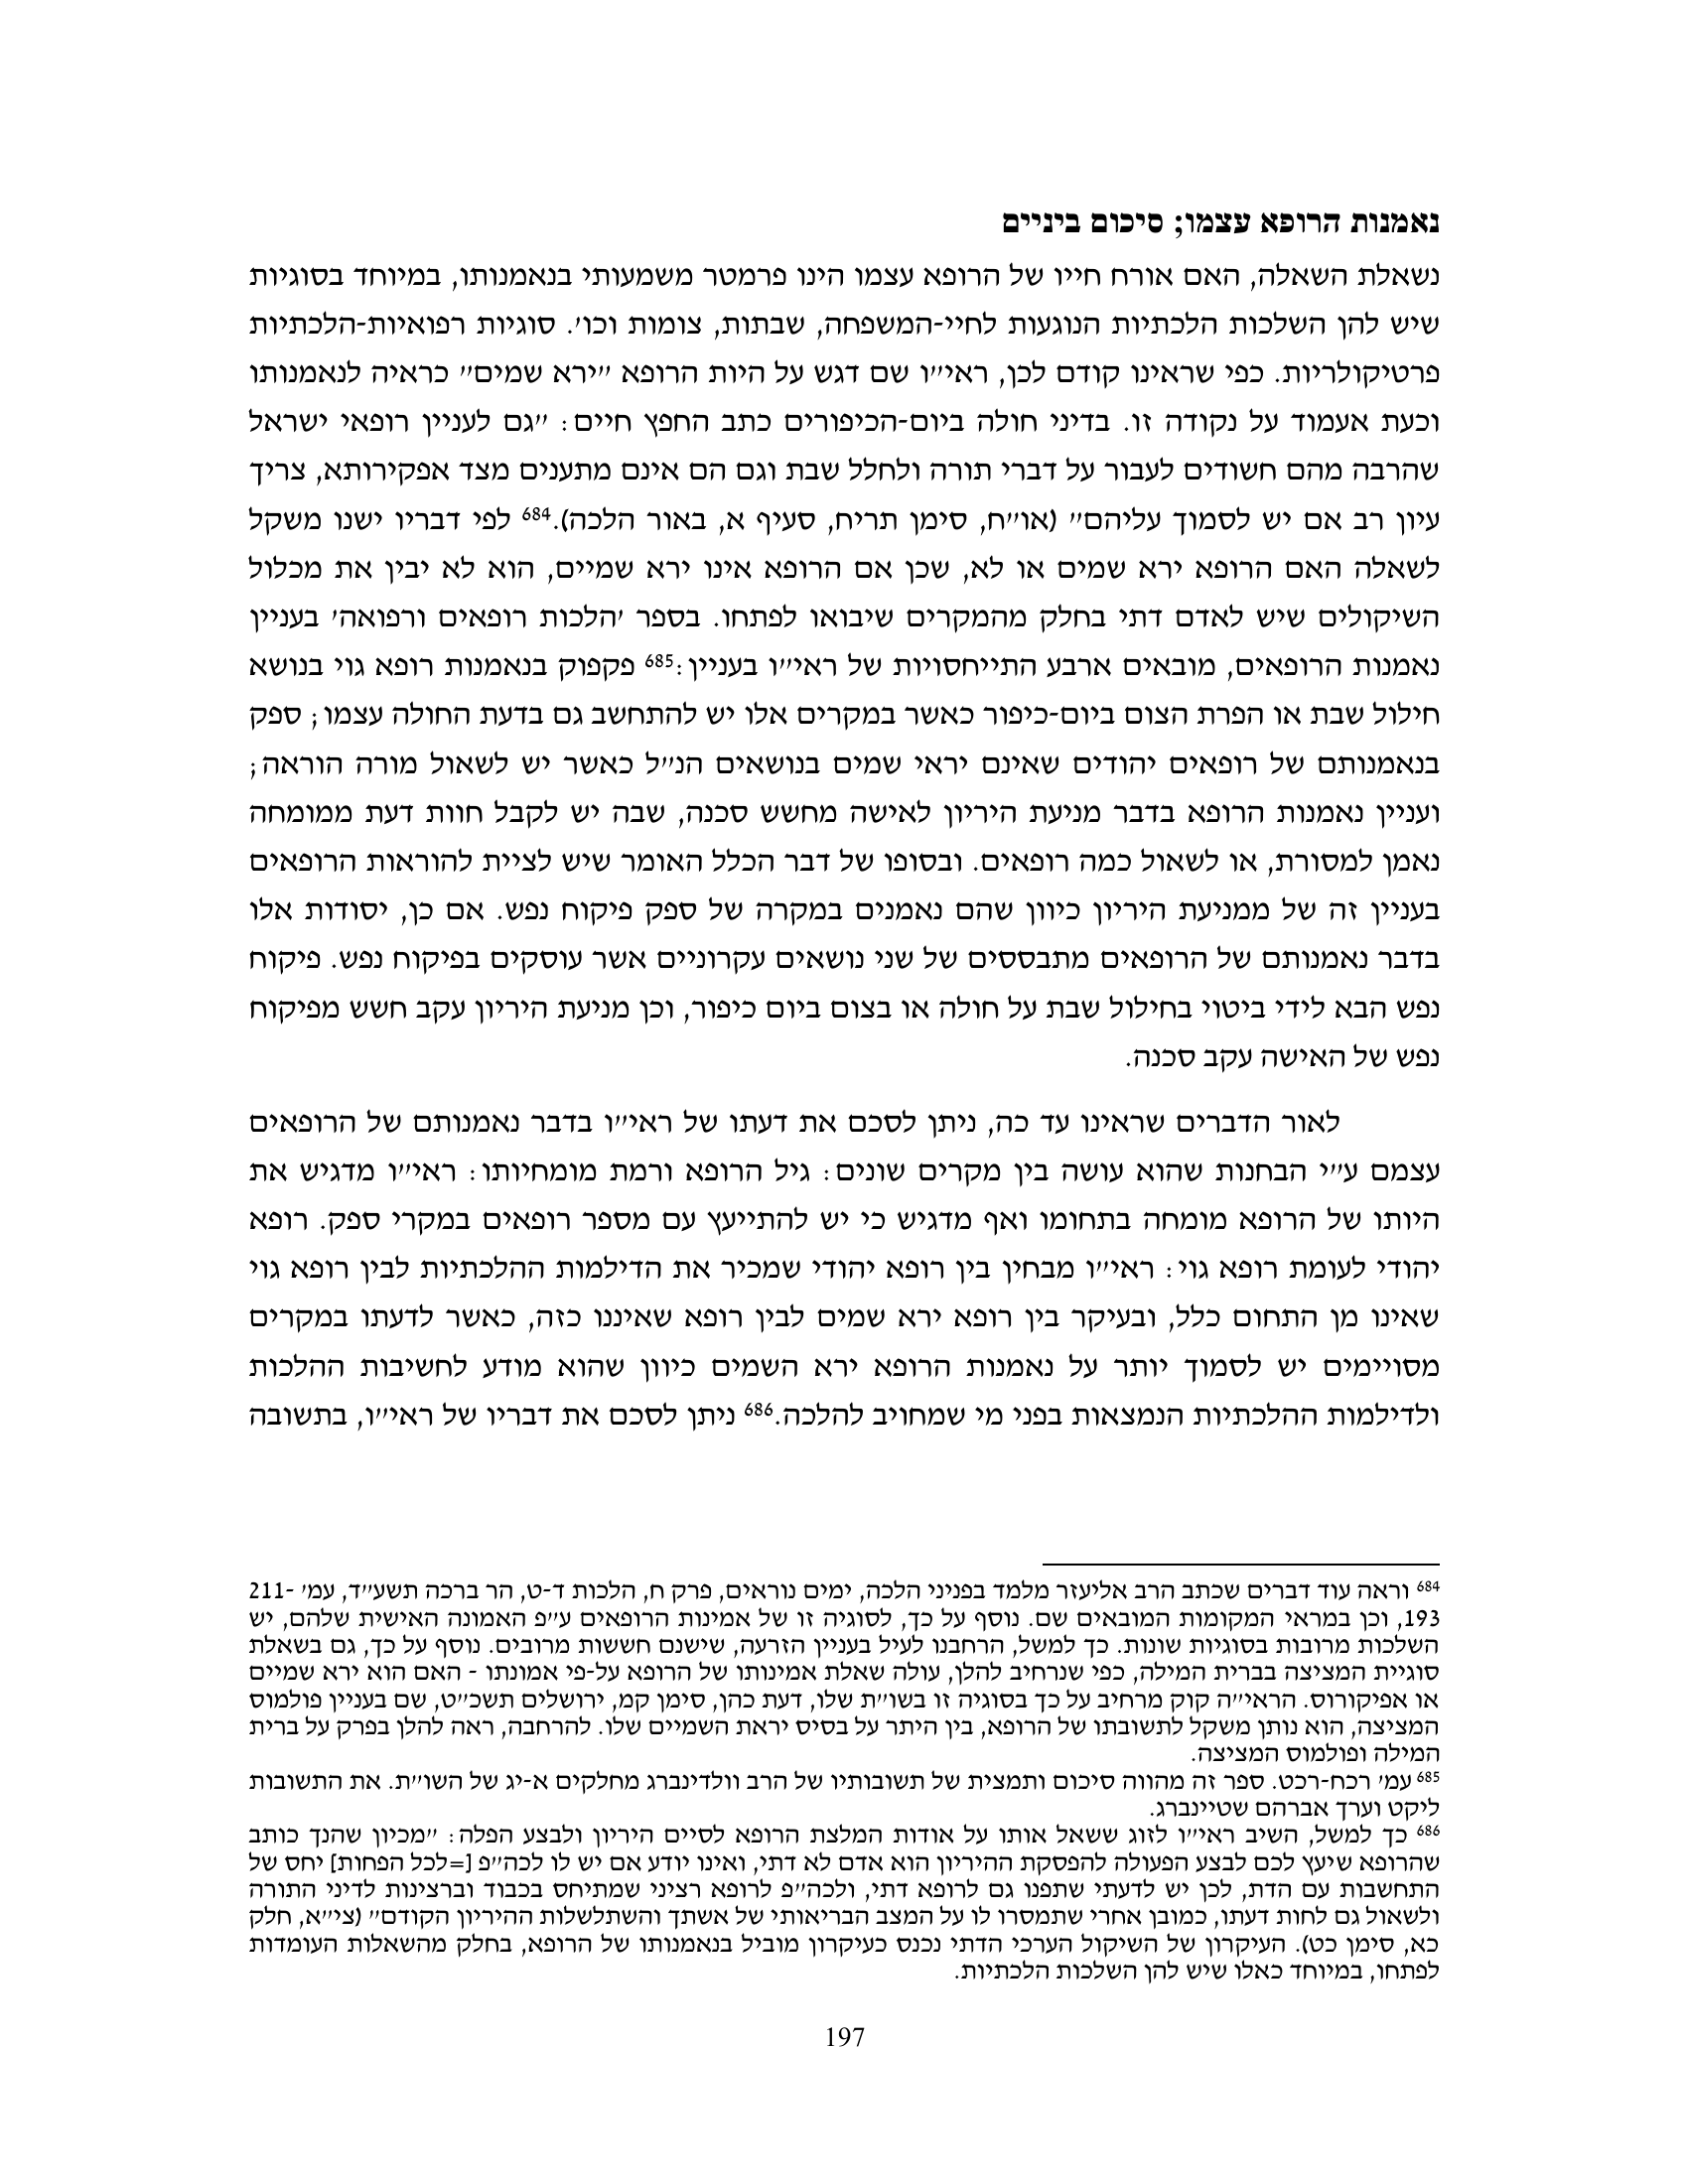 נאמנות הרופא עצמו; סיכום ביניים
נשאלת השאלה, האם אורח חייו של הרופא עצמו הינו פרמטר משמעותי בנאמנותו, במיוחד בסוגיות
שיש להן השלכות הלכתיות הנוגעות לחיי-המשפחה, שבתות, צומות וכו'. סוגיות רפואיות-הלכתיות
פרטיקולריות. כפי שראינו קודם לכן, ראי"ו שם דגש על היות הרופא "ירא שמים" כראיה לנאמנותו
וכעת אעמוד על נקודה זו. בדיני חולה ביום-הכיפורים כתב החפץ חיים: "גם לעניין רופאי ישראל
שהרבה מהם חשודים לעבור על דברי תורה ולחלל שבת וגם הם אינם מתענים מצד אפקירותא, צריך
עיון רב אם יש לסמוך עליהם" (או"ח, סימן תריח, סעיף א, באור הלכה).684 לפי דבריו ישנו משקל
לשאלה האם הרופא ירא שמים או לא, שכן אם הרופא אינו ירא שמיים, הוא לא יבין את מכלול
השיקולים שיש לאדם דתי בחלק מהמקרים שיבואו לפתחו. בספר 'הלכות רופאים ורפואה' בעניין
נאמנות הרופאים, מובאים ארבע התייחסויות של ראי"ו בעניין:685 פקפוק בנאמנות רופא גוי בנושא
חילול שבת או הפרת הצום ביום-כיפור כאשר במקרים אלו יש להתחשב גם בדעת החולה עצמו; ספק
בנאמנותם של רופאים יהודים שאינם יראי שמים בנושאים הנ"ל כאשר יש לשאול מורה הוראה;
ועניין נאמנות הרופא בדבר מניעת היריון לאישה מחשש סכנה, שבה יש לקבל חוות דעת ממומחה
נאמן למסורת, או לשאול כמה רופאים. ובסופו של דבר הכלל האומר שיש לציית להוראות הרופאים
בעניין זה של ממניעת היריון כיוון שהם נאמנים במקרה של ספק פיקוח נפש. אם כן, יסודות אלו
בדבר נאמנותם של הרופאים מתבססים של שני נושאים עקרוניים אשר עוסקים בפיקוח נפש. פיקוח
נפש הבא לידי ביטוי בחילול שבת על חולה או בצום ביום כיפור, וכן מניעת היריון עקב חשש מפיקוח
נפש של האישה עקב סכנה.
לאור הדברים שראינו עד כה, ניתן לסכם את דעתו של ראי"ו בדבר נאמנותם של הרופאים
עצמם ע"י הבחנות שהוא עושה בין מקרים שונים: גיל הרופא ורמת מומחיותו: ראי"ו מדגיש את
היותו של הרופא מומחה בתחומו ואף מדגיש כי יש להתייעץ עם מספר רופאים במקרי ספק. רופא
יהודי לעומת רופא גוי: ראי"ו מבחין בין רופא יהודי שמכיר את הדילמות ההלכתיות לבין רופא גוי
שאינו מן התחום כלל, ובעיקר בין רופא ירא שמים לבין רופא שאיננו כזה, כאשר לדעתו במקרים
מסויימים יש לסמוך יותר על נאמנות הרופא ירא השמים כיוון שהוא מודע לחשיבות ההלכות
ולדילמות ההלכתיות הנמצאות בפני מי שמחויב להלכה.686 ניתן לסכם את דבריו של ראי"ו, בתשובה
684 וראה עוד דברים שכתב הרב אליעזר מלמד בפניני הלכה, ימים נוראים, פרק ח, הלכות ד-ט, הר ברכה תשע"ד, עמ' 211-
193, וכן במראי המקומות המובאים שם. נוסף על כך, לסוגיה זו של אמינות הרופאים ע"פ האמונה האישית שלהם, יש
השלכות מרובות בסוגיות שונות. כך למשל, הרחבנו לעיל בעניין הזרעה, שישנם חששות מרובים. נוסף על כך, גם בשאלת
סוגיית המציצה בברית המילה, כפי שנרחיב להלן, עולה שאלת אמינותו של הרופא על-פי אמונתו - האם הוא ירא שמיים
או אפיקורוס. הראי"ה קוק מרחיב על כך בסוגיה זו בשו"ת שלו, דעת כהן, סימן קמ, ירושלים תשכ"ט, שם בעניין פולמוס
המציצה, הוא נותן משקל לתשובתו של הרופא, בין היתר על בסיס יראת השמיים שלו. להרחבה, ראה להלן בפרק על ברית
המילה ופולמוס המציצה.
685 עמ' רכח-רכט. ספר זה מהווה סיכום ותמצית של תשובותיו של הרב וולדינברג מחלקים א-יג של השו"ת. את התשובות
ליקט וערך אברהם שטיינברג.
686 כך למשל, השיב ראי"ו לזוג ששאל אותו על אודות המלצת הרופא לסיים היריון ולבצע הפלה: "מכיון שהנך כותב
שהרופא שיעץ לכם לבצע הפעולה להפסקת ההיריון הוא אדם לא דתי, ואינו יודע אם יש לו לכה"פ [=לכל הפחות] יחס של
התחשבות עם הדת, לכן יש לדעתי שתפנו גם לרופא דתי, ולכה"פ לרופא רציני שמתיחס בכבוד וברצינות לדיני התורה
ולשאול גם לחות דעתו, כמובן אחרי שתמסרו לו על המצב הבריאותי של אשתך והשתלשלות ההיריון הקודם" (צי"א, חלק
כא, סימן כט). העיקרון של השיקול הערכי הדתי נכנס כעיקרון מוביל בנאמנותו של הרופא, בחלק מהשאלות העומדות
לפתחו, במיוחד כאלו שיש להן השלכות הלכתיות.
197